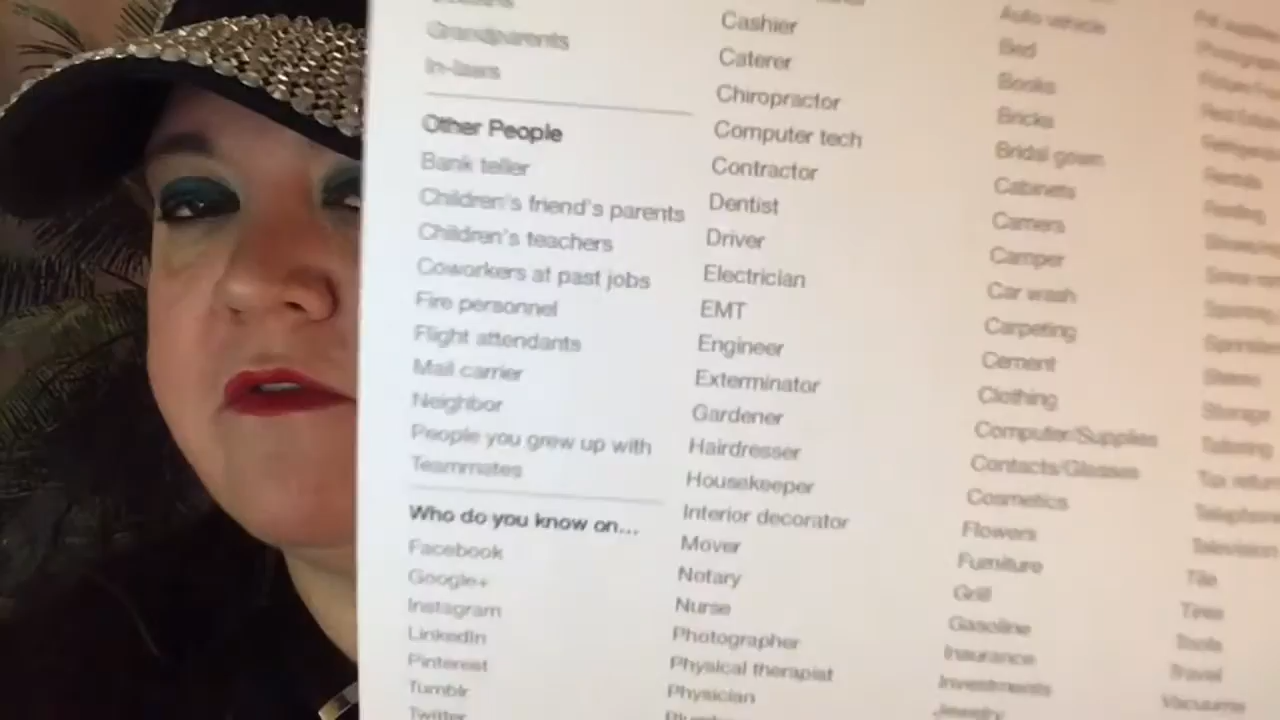 Grandparents
In-laws
Other People
Bank teller
Children's friend's parents
Children's teachers
Coworkers at past jobs
Fire personnel
Flight attendants
Mail carrier
Neighbor
People you grew up with
Teammates
Who do you know on...
Facebook
Google+
Instagram
LinkedIn
Pinterest
Tumblr
Twitter
Cashier
Caterer
Chiropractor
Computer tech
Contractor
Dentist
Driver
Electrician
EMT
Engineer
Exterminator
Gardener
Hairdresser
Housekeeper
Interior decorator
Mover
Notary
Nurse
Photographer
Physical therapist
Physician
Auto vehicle
Bed
Books
Bricks
Bridal gown
Cabinets
Camera
Camper
Car wash
Carpeting
Cement
Clothing
Computer/Supplies
Contacts/Glasses
Cosmetics
Flowers
Furniture
Grill
Gasoline
Insurance
Investments
Jewelry
Rentals
Roofing
Storage
Tailoring
Television
Tile
Tires
Tools
Travel
Vacuums